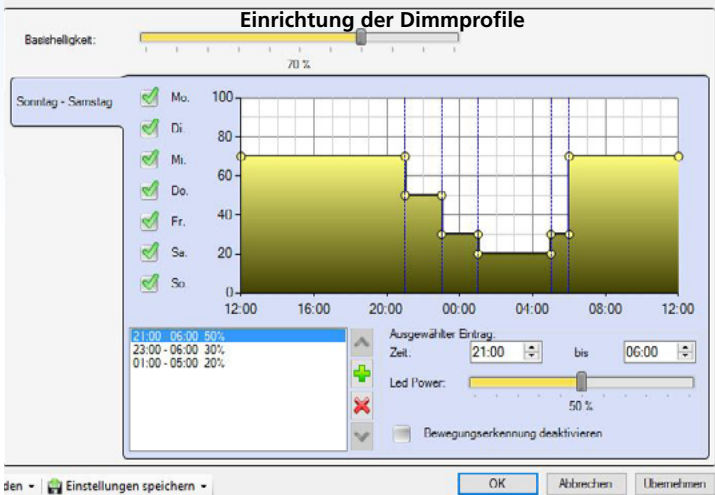 Einrichtung der Dimmprofile
Basishelligkeit:
70 %
Sonntag - Samstag
Mo.
Di.
Mi.
Do.
Fr.
Sa.
So.
100
80
60
40
20
0
12:00 16:00 20:00 00:00 04:00 08:00 12:00
21:00 - 06:00 50%
23:00 - 06:00 30%
01:00 - 05:00 20%
Ausgewählter Eintrag:
Zeit: 21:00 bis 06:00
Led Power:
50 %
Bewegungserkennung deaktivieren
den Einstellungen speichern
OK Abbrechen Übernehmen